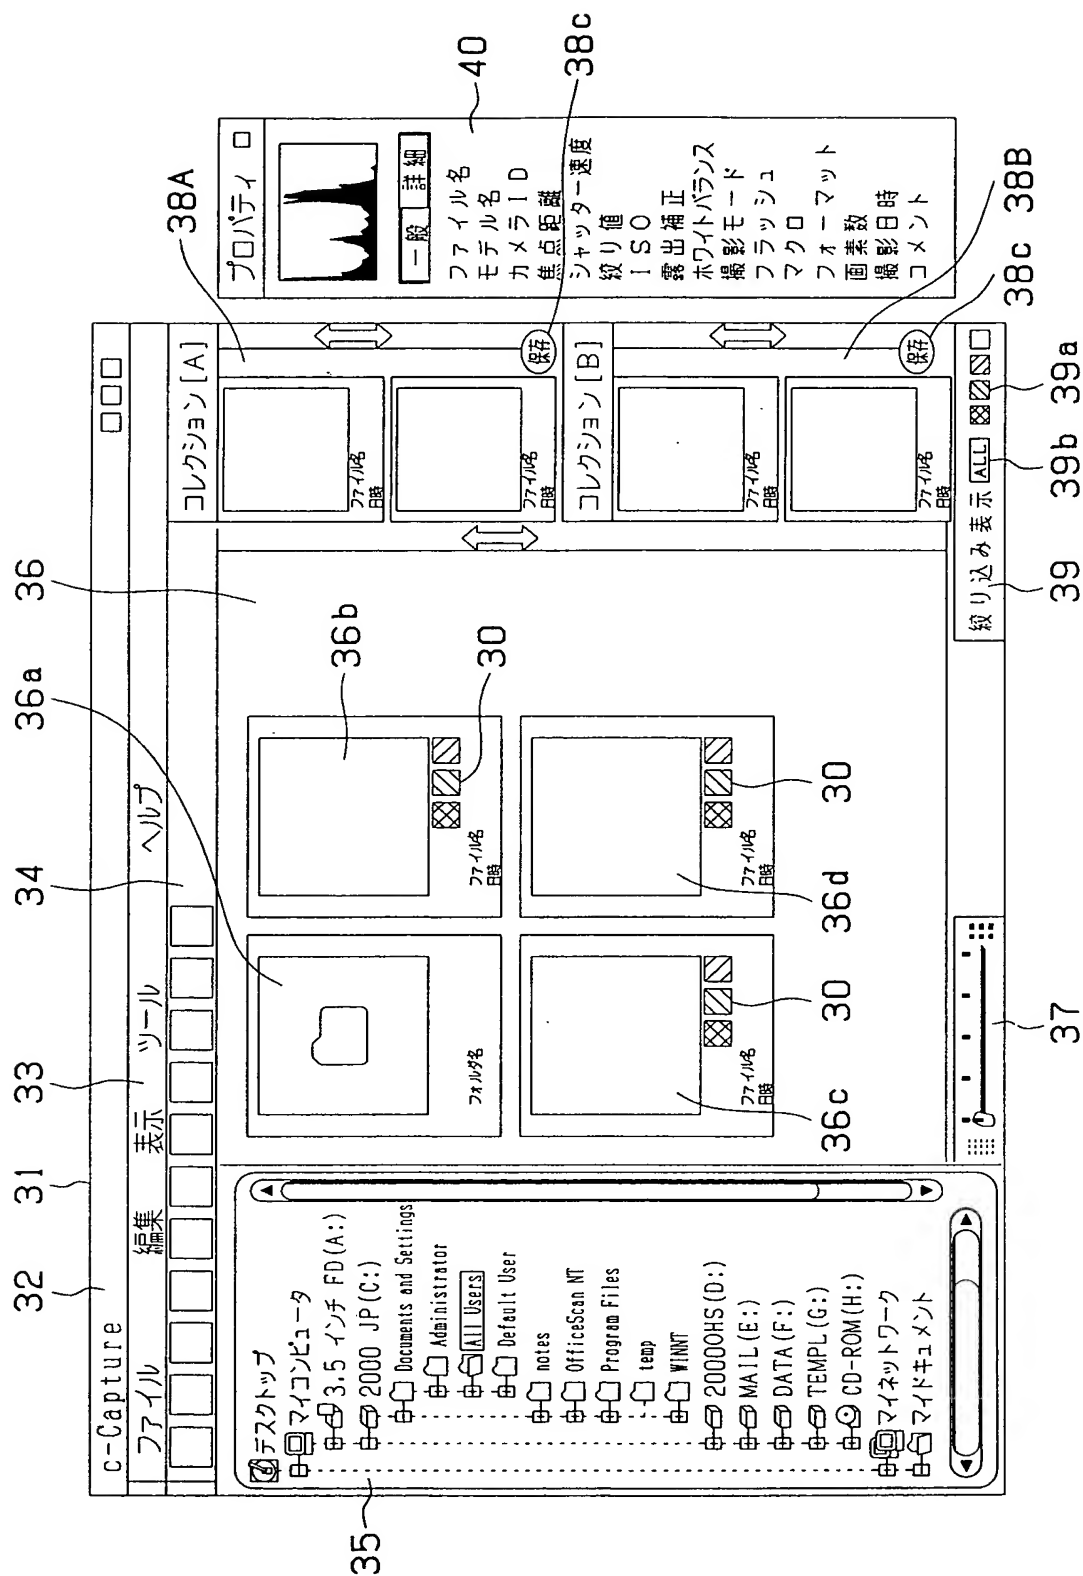 31
32
c-Capture
33
ファイル 編集 表示 ツール ヘルプ
34
35
デスクトップ
マイコンピュータ
3.5 インチ FD(A:)
2000 JP(C:)
Documents and Settings
Administrator
All Users
Default User
notes
OfficeScan NT
Program Files
temp
WINNT
20000HS(D:)
MAIL(E:)
DATA(F:)
TEMPL(G:)
CD-ROM(H:)
マイネットワーク
マイドキュメント
36
36a
フォルダ名
36b
30
ファイル名
日時
36c
30
ファイル名
日時
36d
30
ファイル名
日時
37
38A
コレクション[A]
ファイル名
日時
ファイル名
日時
保存
38c
コレクション[B]
38B
ファイル名
日時
ファイル名
日時
保存
38c
絞り込み表示 ALL
39
39b
39a
プロパティ
40
一般 詳細
ファイル名
モデル名
カメラID
焦点距離
シャッター速度
絞り値
ISO
露出補正
ホワイトバランス
撮影モード
フラッシュ
マクロ
フォーマット
画素数
撮影日時
コメント